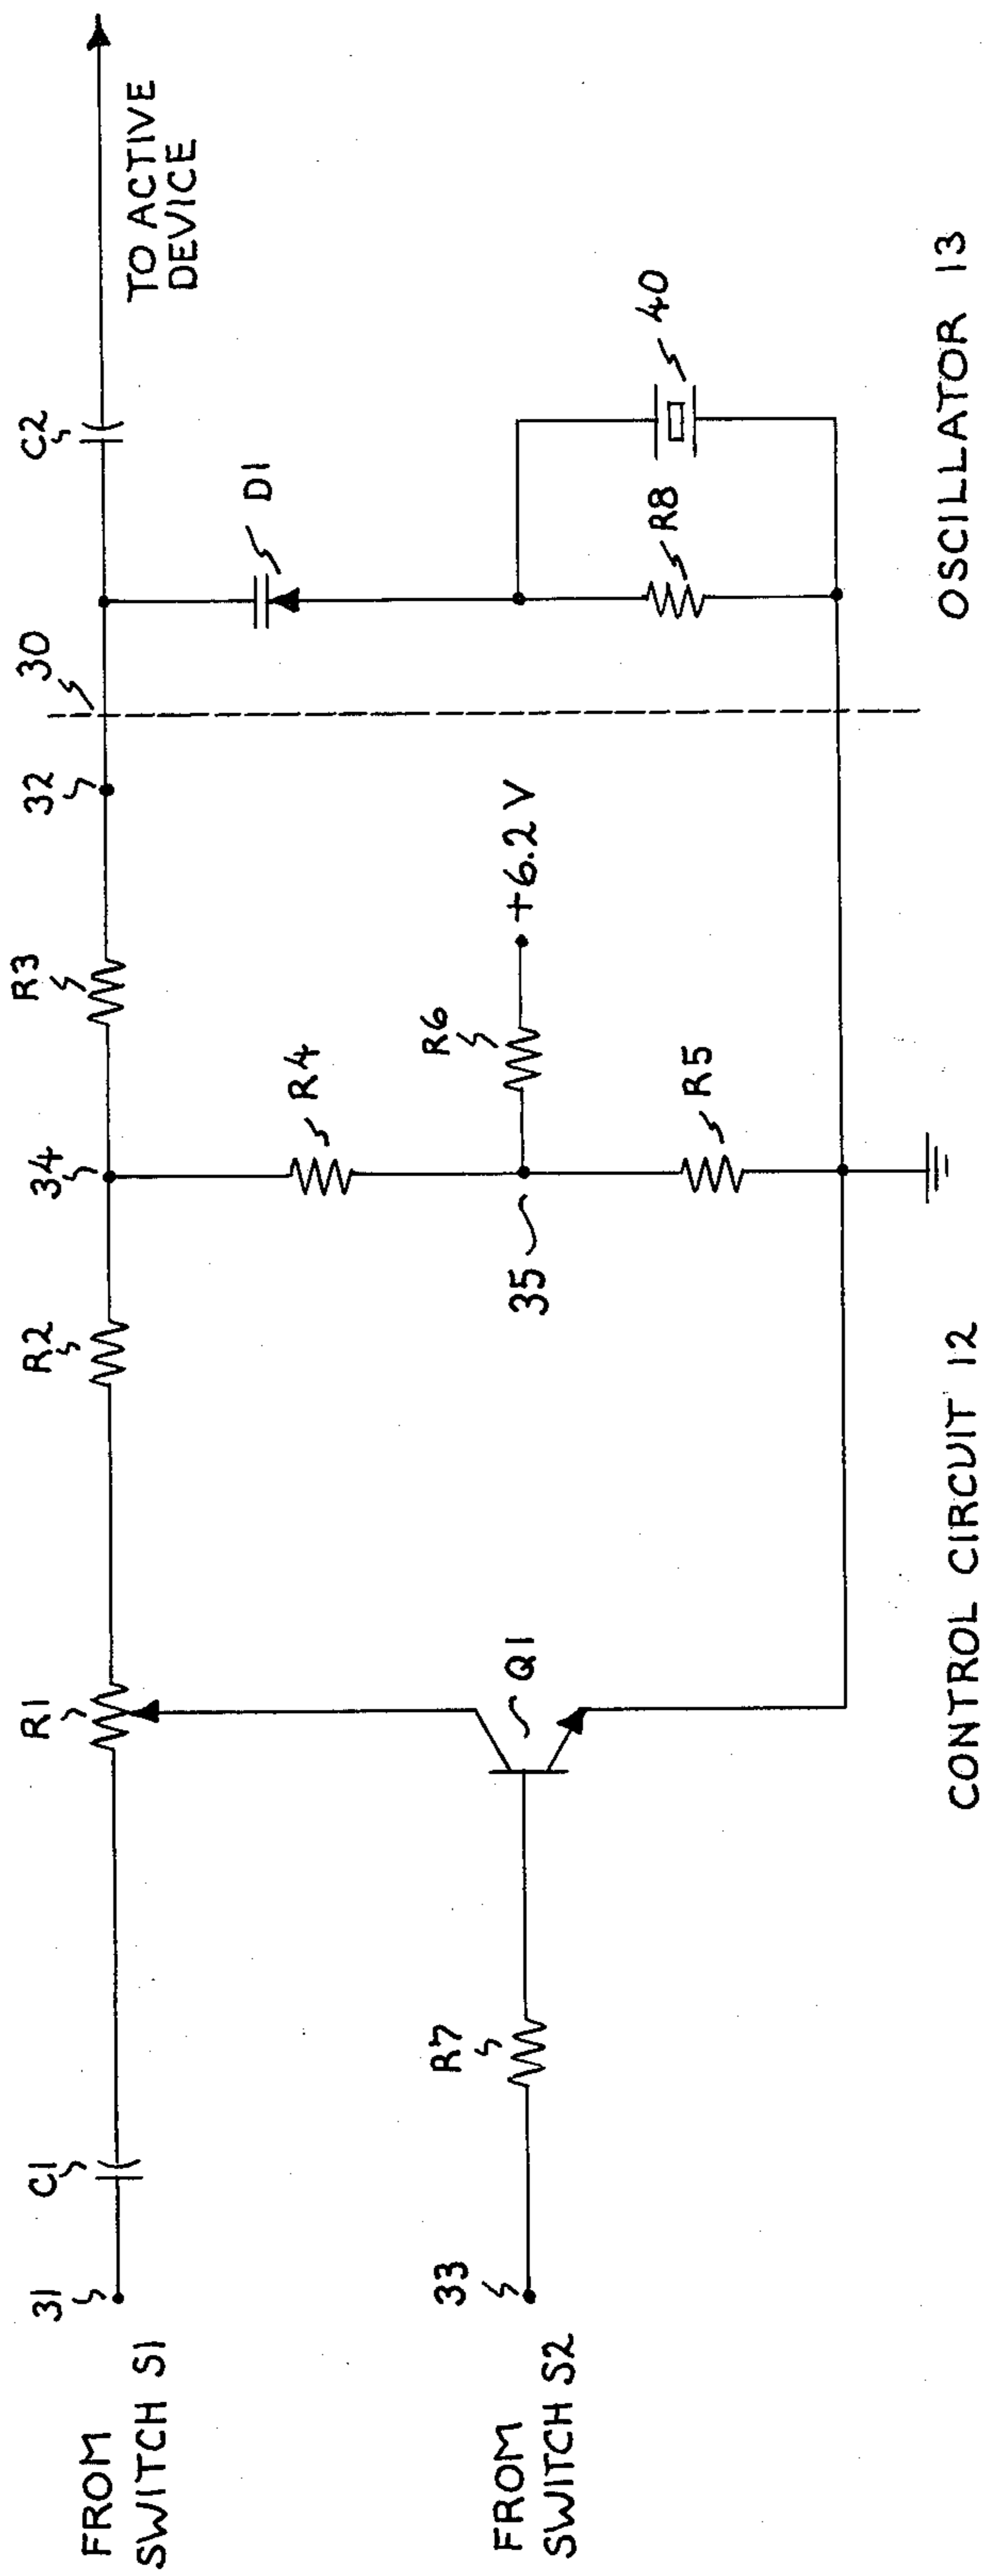 31
C1
R1
R2
34
R3
32
30
C2
FROM
SWITCH S1
TO ACTIVE
DEVICE
D1
R4
33
R7
Q1
35
R6
+6.2 V
R8
40
FROM
SWITCH S2
R5
CONTROL CIRCUIT 12
OSCILLATOR 13